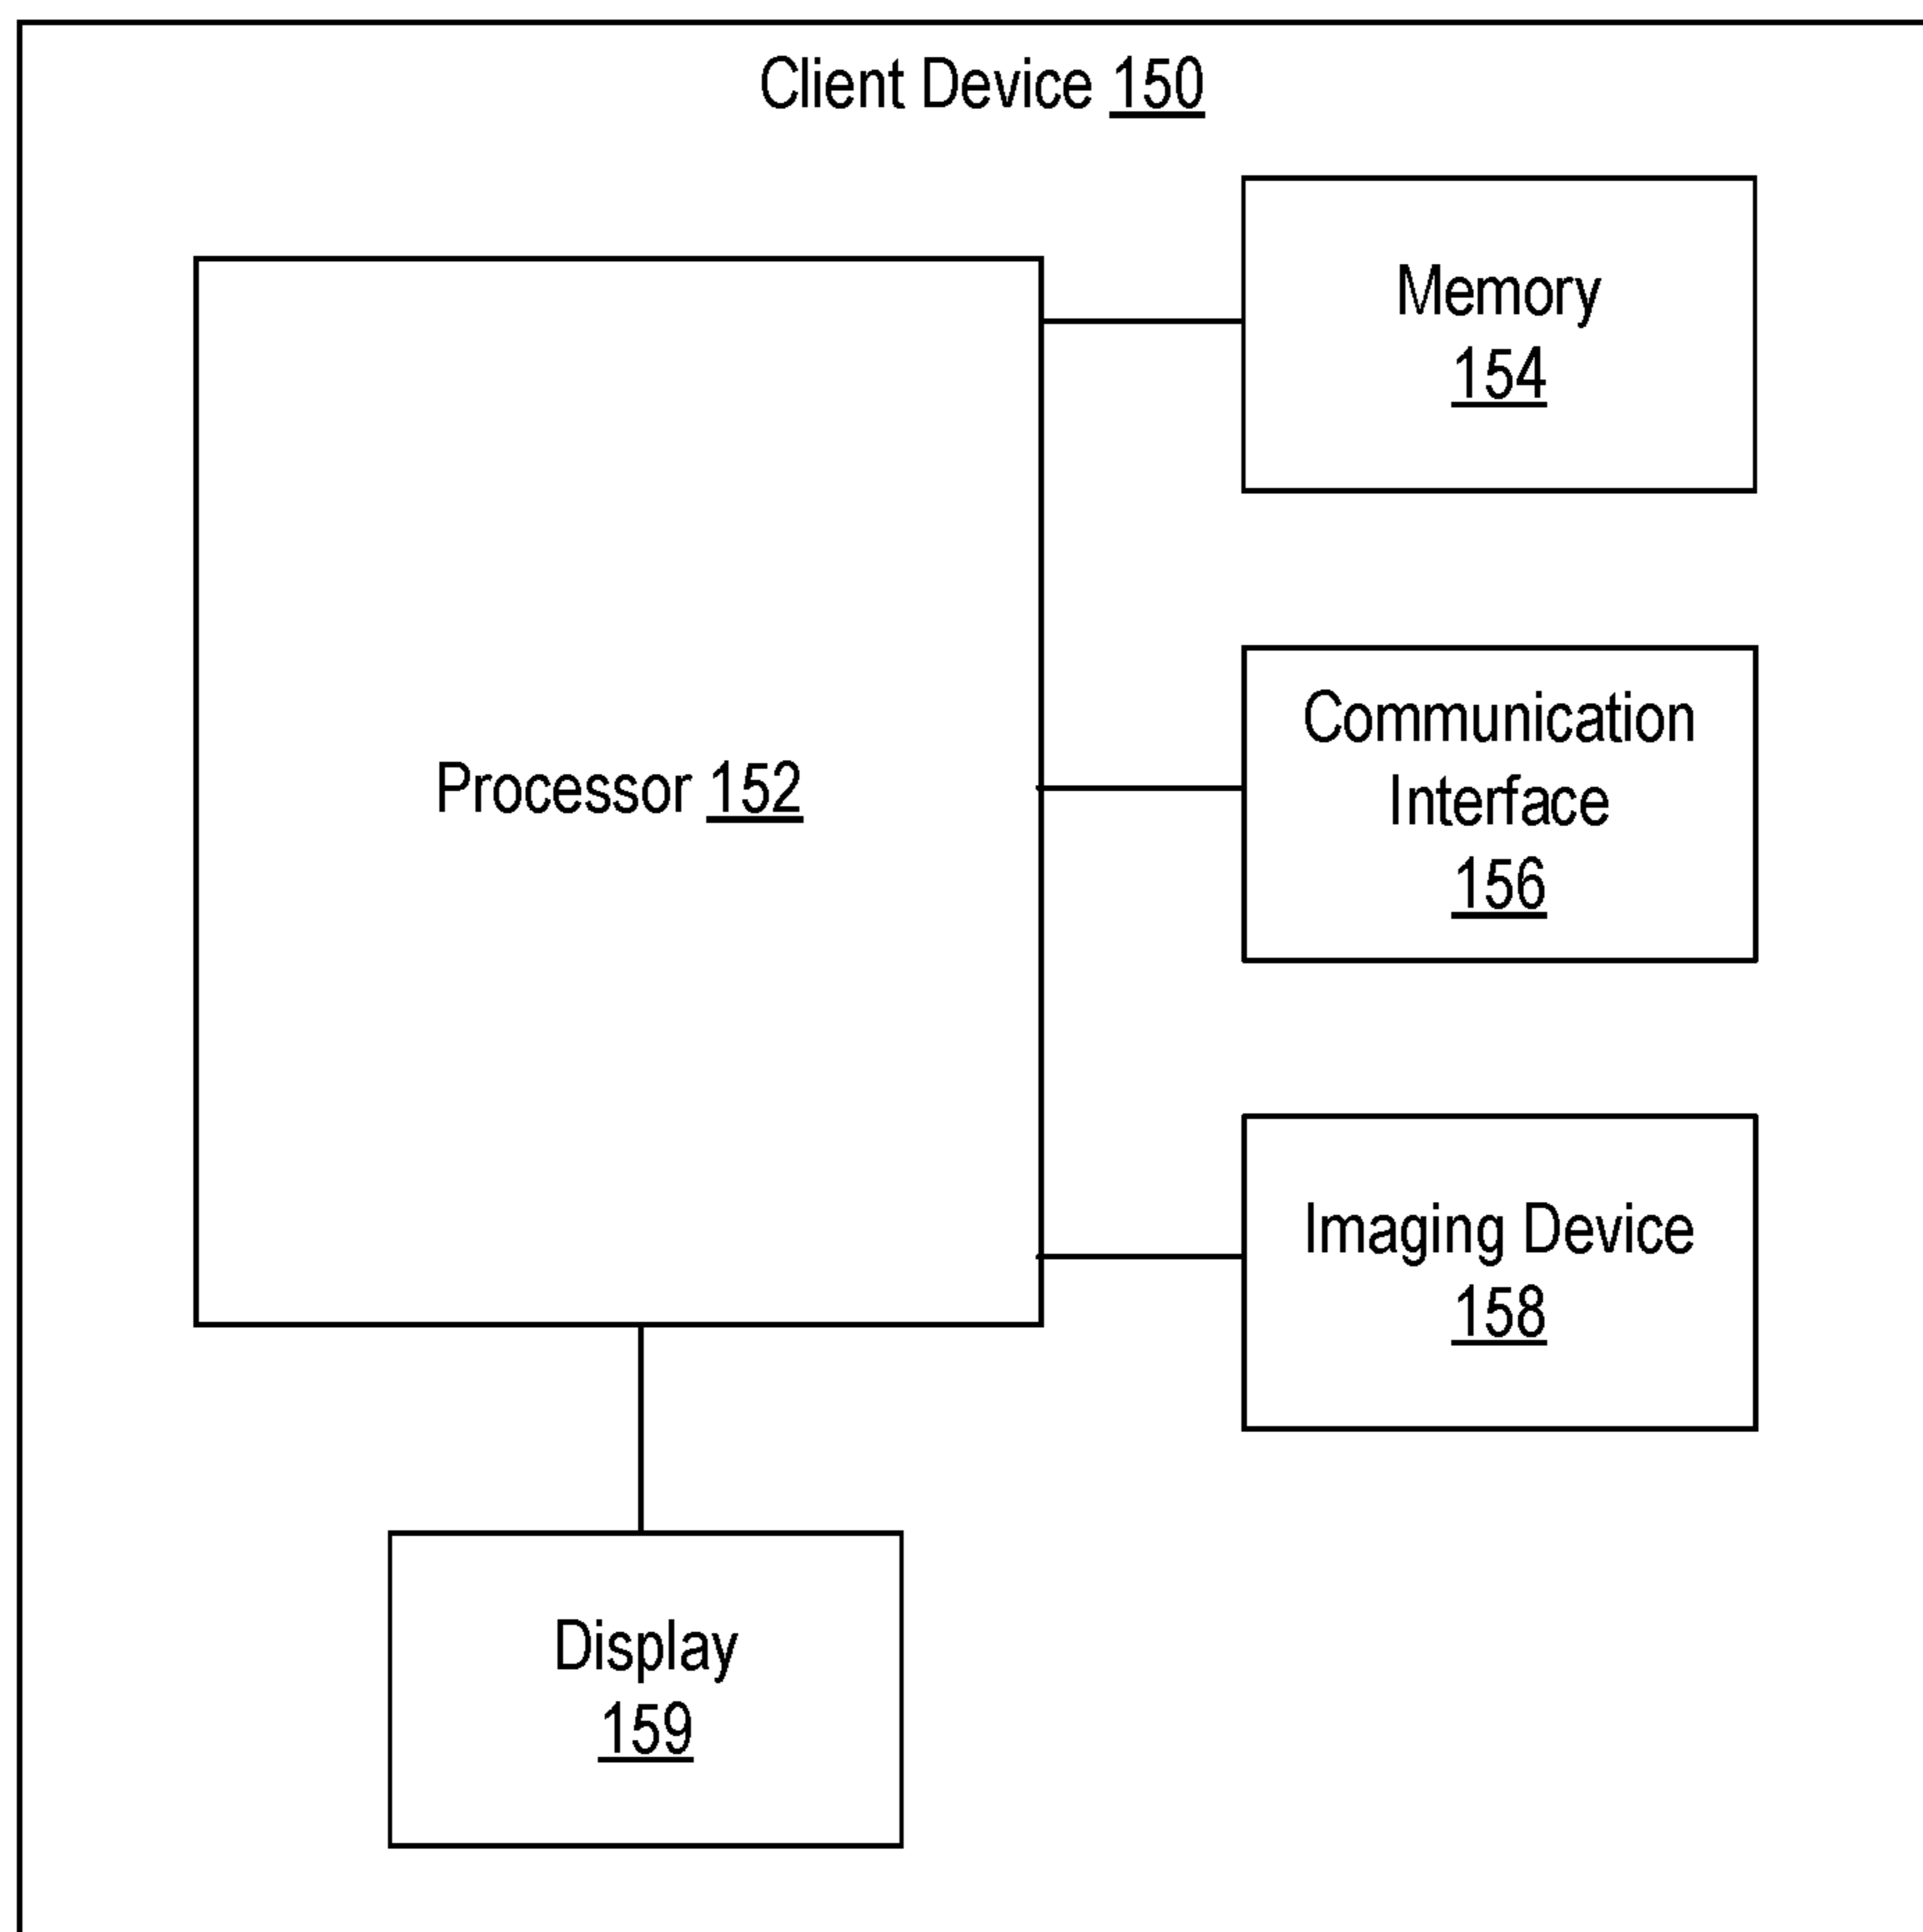 Client Device 150
Memory
154
Processor 152
Communication
Interface
156
Imaging Device
158
Display
159